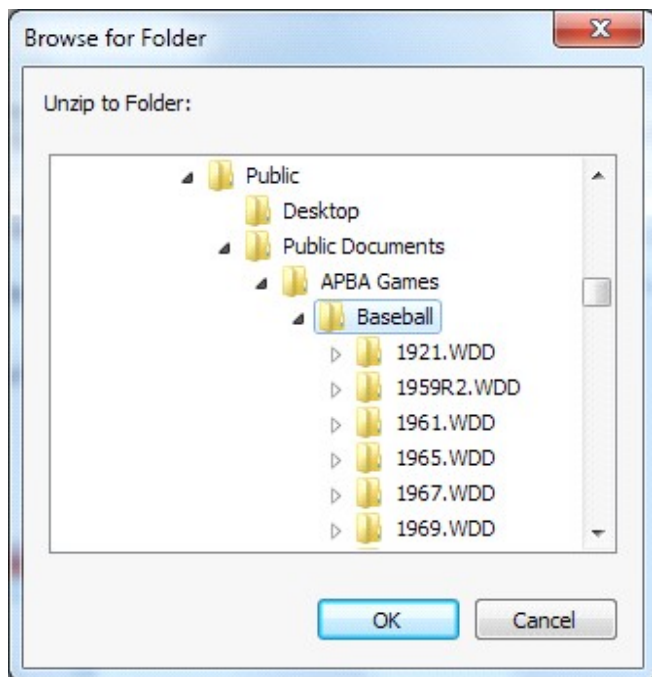 Browse for Folder
Unzip to Folder:
Public
Desktop
Public Documents
APBA Games
Baseball
1921.WDD
1959R2.WDD
1961.WDD
1965.WDD
1967.WDD
1969.WDD
OK Cancel